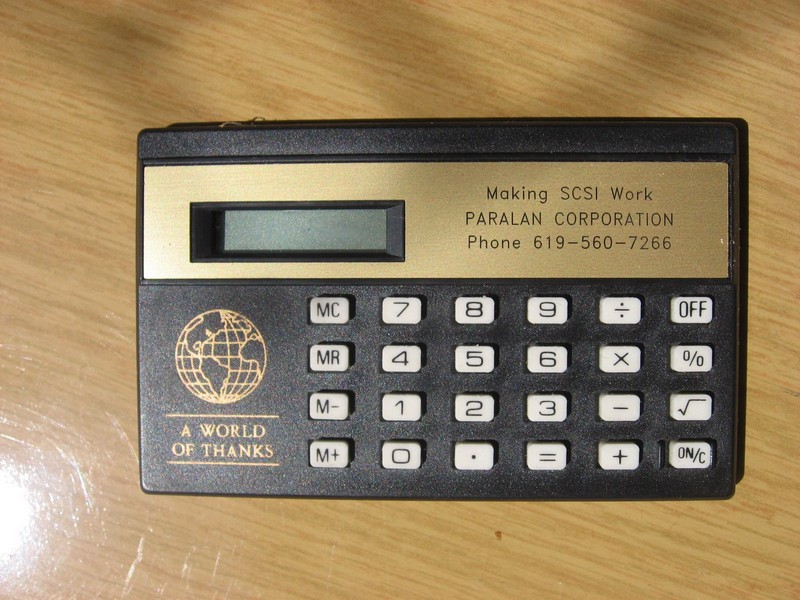 Making SCSI Work
PARALAN CORPORATION
Phone 619-560-7266
MC 7 8 9 ÷ OFF
MR 4 5 6 × %
M- 1 2 3 - √
M+ 0 . = + ON/C
A WORLD
OF THANKS